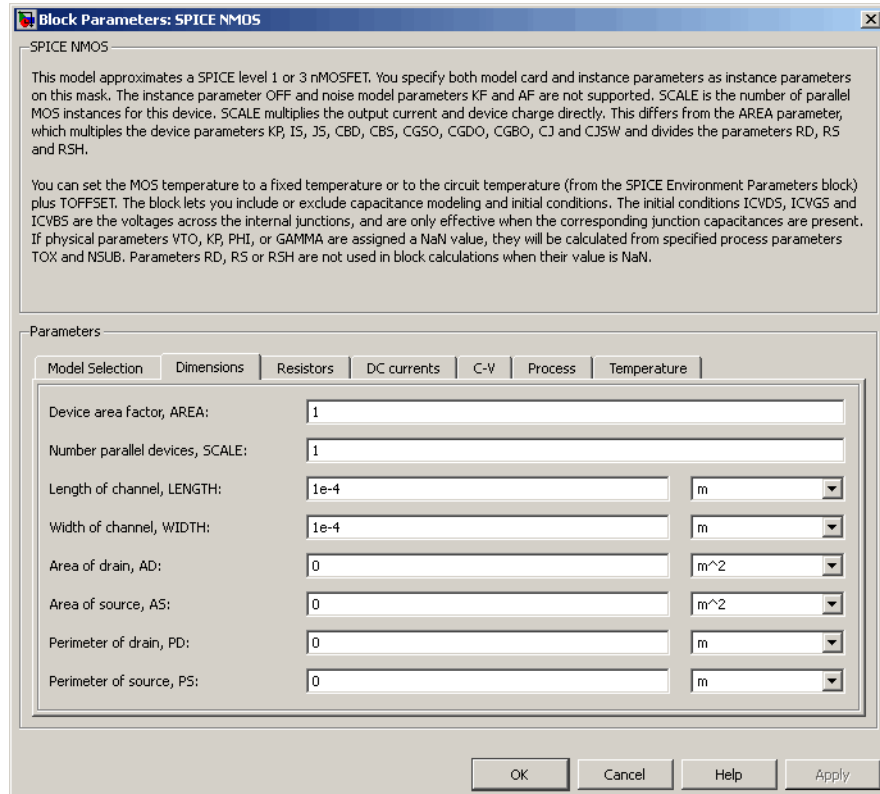 Block Parameters: SPICE NMOS
SPICE NMOS
This model approximates a SPICE level 1 or 3 nMOSFET. You specify both model card and instance parameters as instance parameters
on this mask. The instance parameter OFF and noise model parameters KF and AF are not supported. SCALE is the number of parallel
MOS instances for this device. SCALE multiplies the output current and device charge directly. This differs from the AREA parameter,
which multiplies the device parameters KP, IS, JS, CBD, CBS, CGSO, CGDO, CGBO, CJ and CJSW and divides the parameters RD, RS
and RSH.
You can set the MOS temperature to a fixed temperature or to the circuit temperature (from the SPICE Environment Parameters block)
plus TOFFSET. The block lets you include or exclude capacitance modeling and initial conditions. The initial conditions ICVDS, ICVGS and
ICVBS are the voltages across the internal junctions, and are only effective when the corresponding junction capacitances are present.
If physical parameters VTO, KP, PHI, or GAMMA are assigned a NaN value, they will be calculated from specified process parameters
TOX and NSUB. Parameters RD, RS or RSH are not used in block calculations when their value is NaN.
Parameters
Model Selection Dimensions Resistors DC currents C-V Process Temperature
Device area factor, AREA: 1
Number parallel devices, SCALE: 1
Length of channel, LENGTH: 1e-4 m
Width of channel, WIDTH: 1e-4 m
Area of drain, AD: 0 m^2
Area of source, AS: 0 m^2
Perimeter of drain, PD: 0 m
Perimeter of source, PS: 0 m
OK Cancel Help Apply